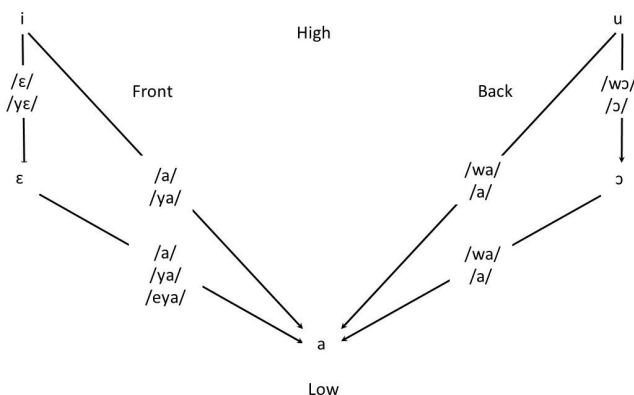 i
High
u
/ɛ/
/yɛ/
Front
Back
/wɔ/
/ɔ/
ɛ
/a/
/ya/
/wa/
/a/
ɔ
/a/
/ya/
/eya/
/wa/
/a/
a
Low